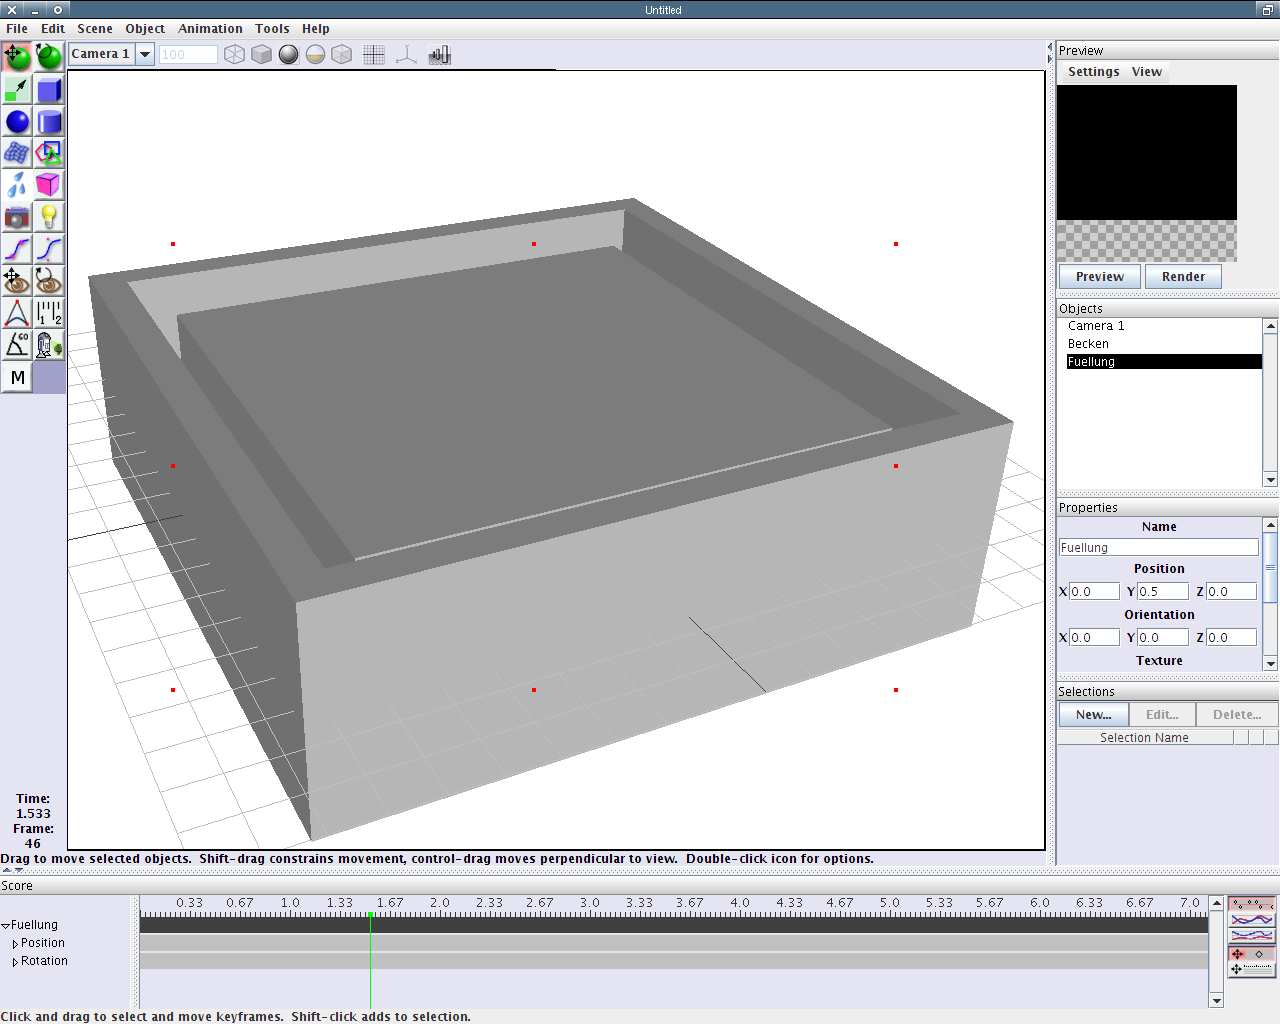 Untitled
File Edit Scene Object Animation Tools Help
Camera 1 100
Preview
Settings View
Preview Render
Objects
Camera 1
Becken
Fuellung
Properties
Name
Fuellung
Position
X 0.0 Y 0.5 Z 0.0
Orientation
X 0.0 Y 0.0 Z 0.0
Texture
Selections
New... Edit... Delete...
Selection Name
M
Time:
1.533
Frame:
46
Drag to move selected objects. Shift-drag constrains movement, control-drag moves perpendicular to view. Double-click icon for options.
Score
0.33 0.67 1.0 1.33 1.67 2.0 2.33 2.67 3.0 3.33 3.67 4.0 4.33 4.67 5.0 5.33 5.67 6.0 6.33 6.67 7.0
Fuellung
Position
Rotation
Click and drag to select and move keyframes. Shift-click adds to selection.